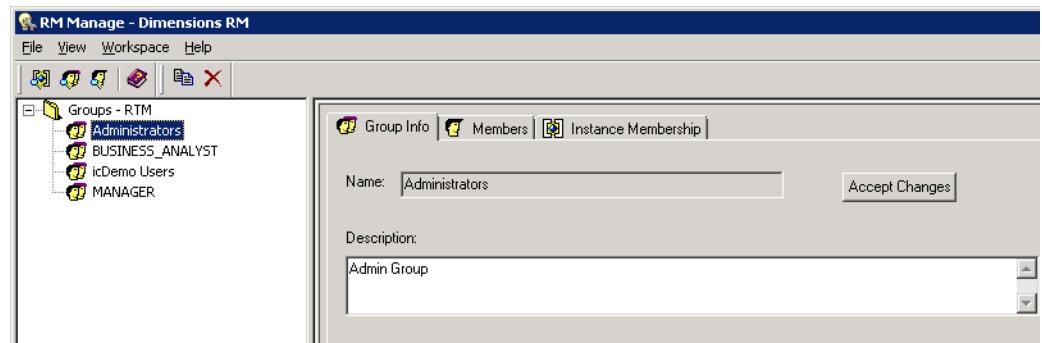 RM Manage - Dimensions RM
File View Workspace Help
Groups - RTM
Administrators
BUSINESS_ANALYST
icDemo Users
MANAGER
Group Info Members Instance Membership
Name: Administrators Accept Changes
Description:
Admin Group